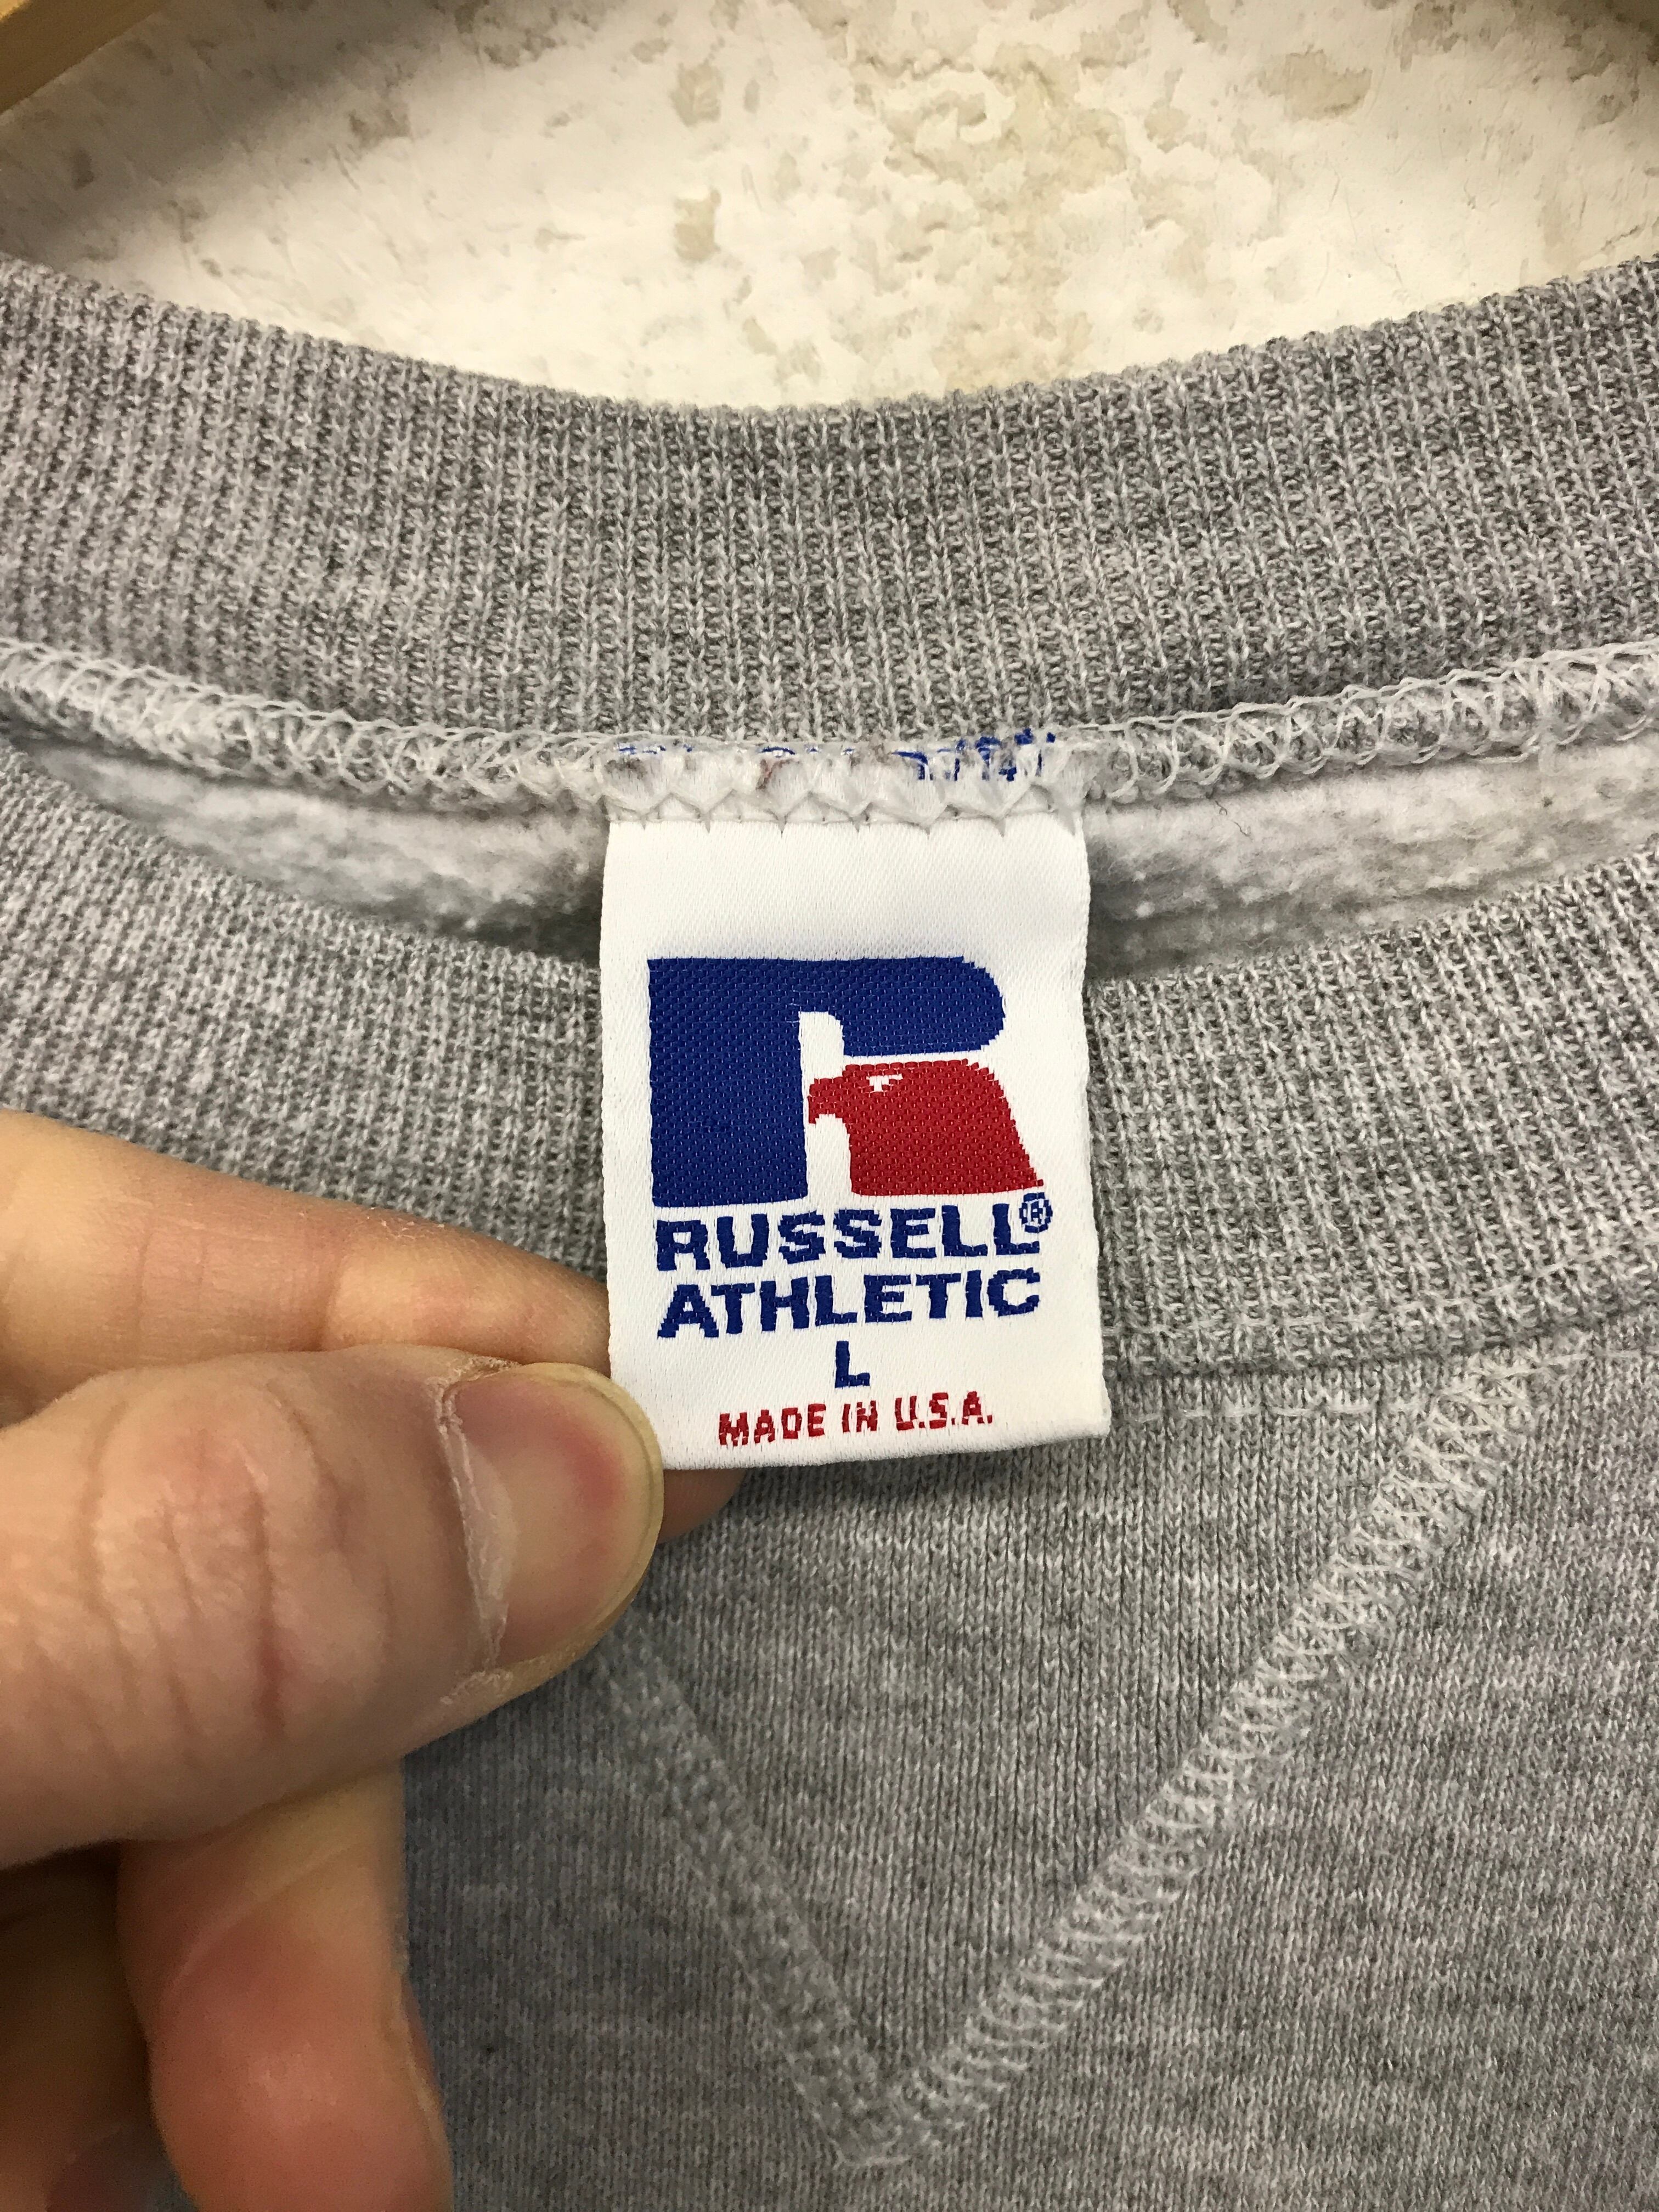 RUSSELL®
ATHLETIC
L
MADE IN U.S.A.